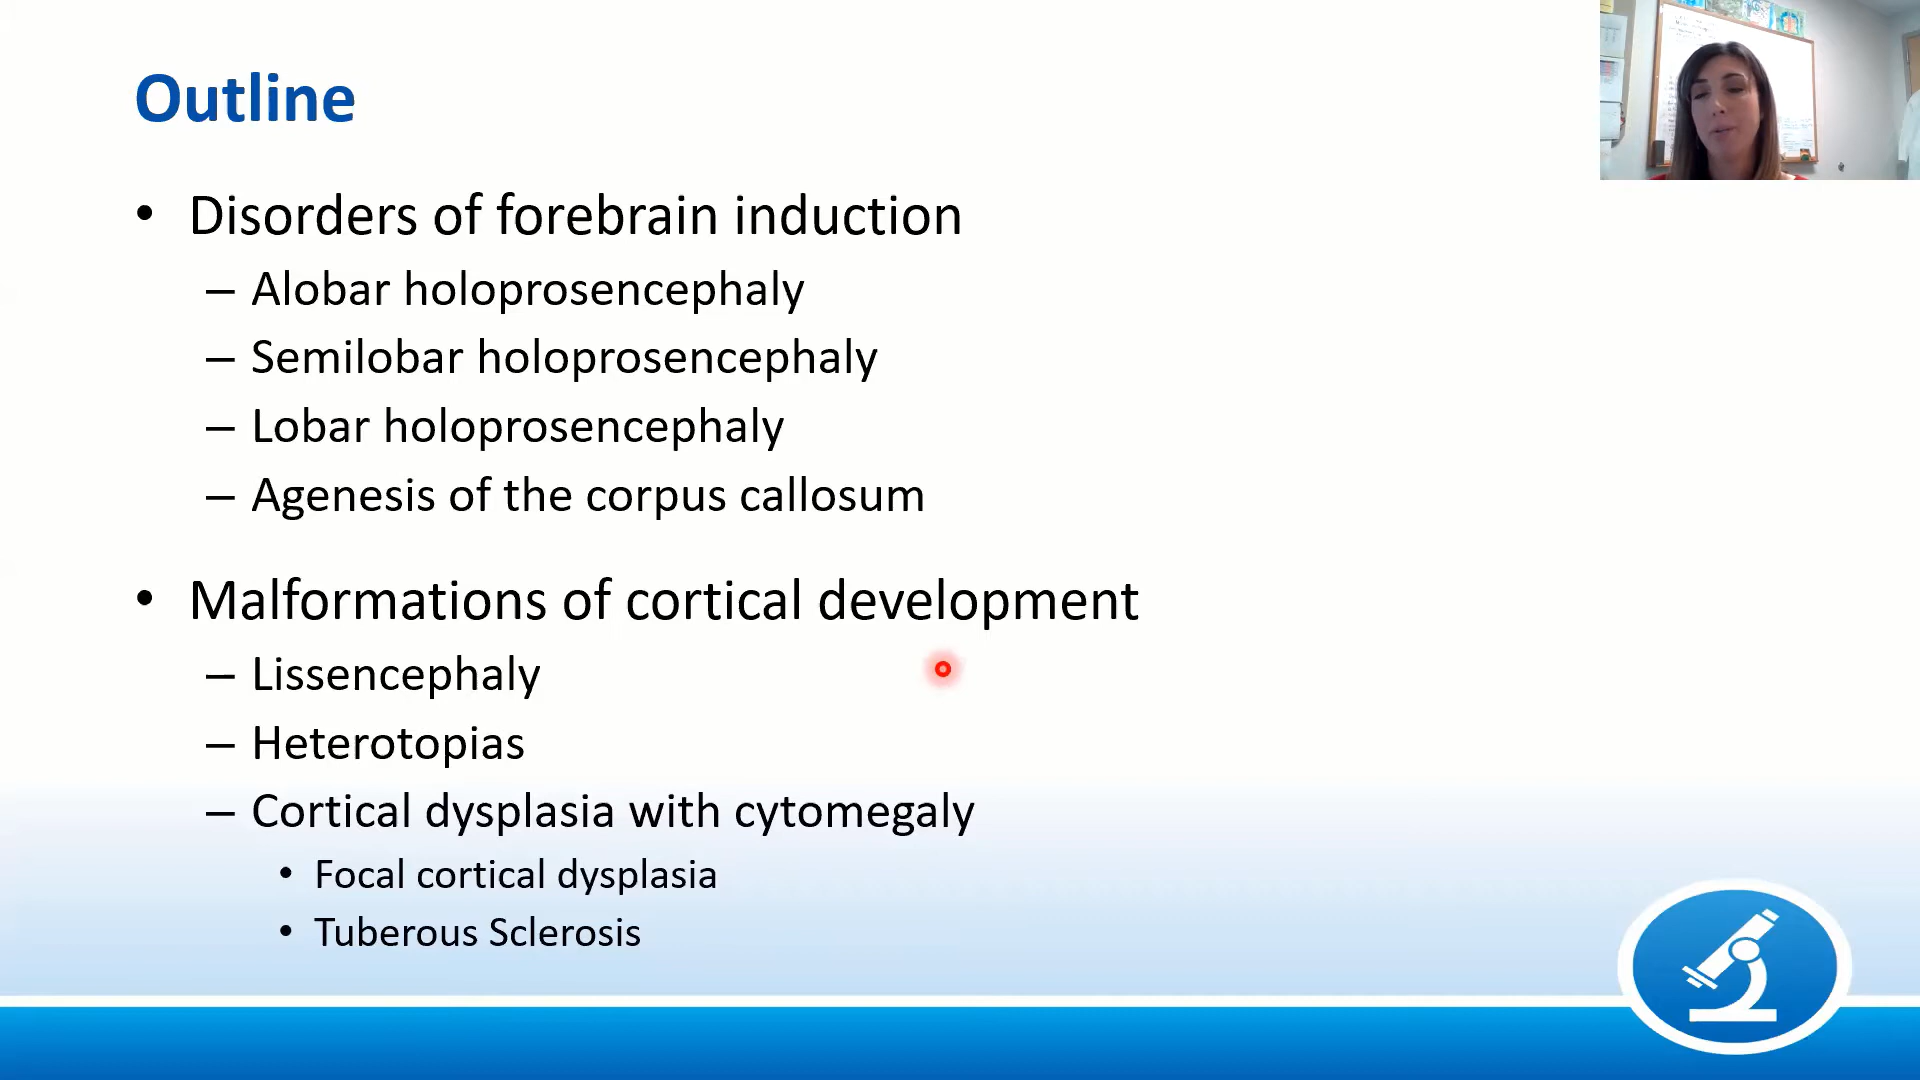 Outline
• Disorders of forebrain induction
– Alobar holoprosencephaly
– Semilobar holoprosencephaly
– Lobar holoprosencephaly
– Agenesis of the corpus callosum
• Malformations of cortical development
– Lissencephaly
– Heterotopias
– Cortical dysplasia with cytomegaly
• Focal cortical dysplasia
• Tuberous Sclerosis